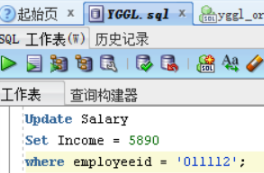 起始页 × YGGL.sql × yggl_or
SQL 工作表(W) 历史记录
工作表 查询构建器
Update Salary
Set Income = 5890
where employeeid = '011112';